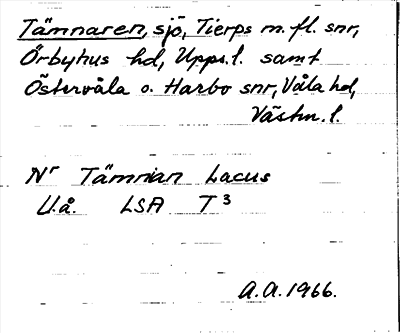 Tämnaren, sjö, Tierps m. fl. snr,
Örbyhus hd, Upps. l. samt
Östervåla o. Harbo snr, Våla hd,
Västm. l.
Nr Tämnan Lacus
U.å. LSA T3
A.A. 1966.